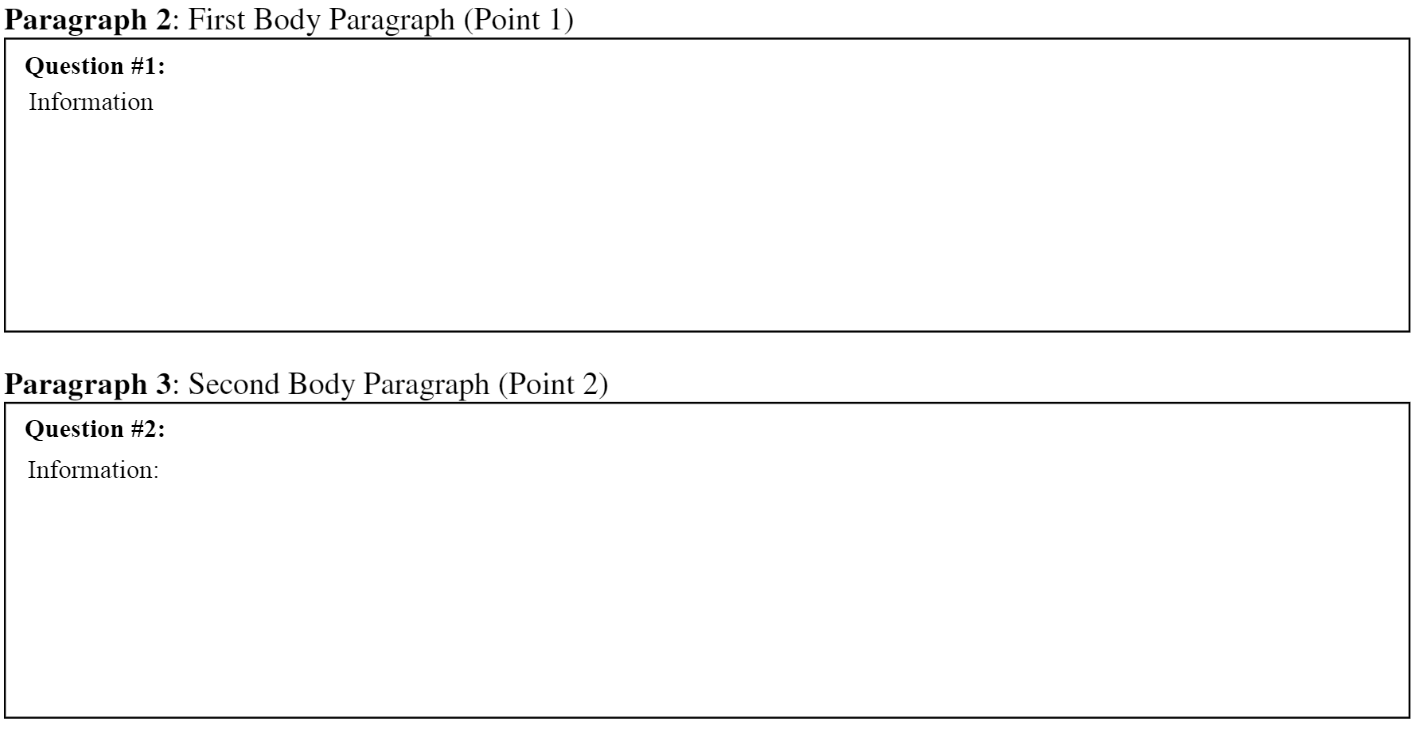 Paragraph 2: First Body Paragraph (Point 1)
Question #1:
Information
Paragraph 3: Second Body Paragraph (Point 2)
Question #2:
Information: